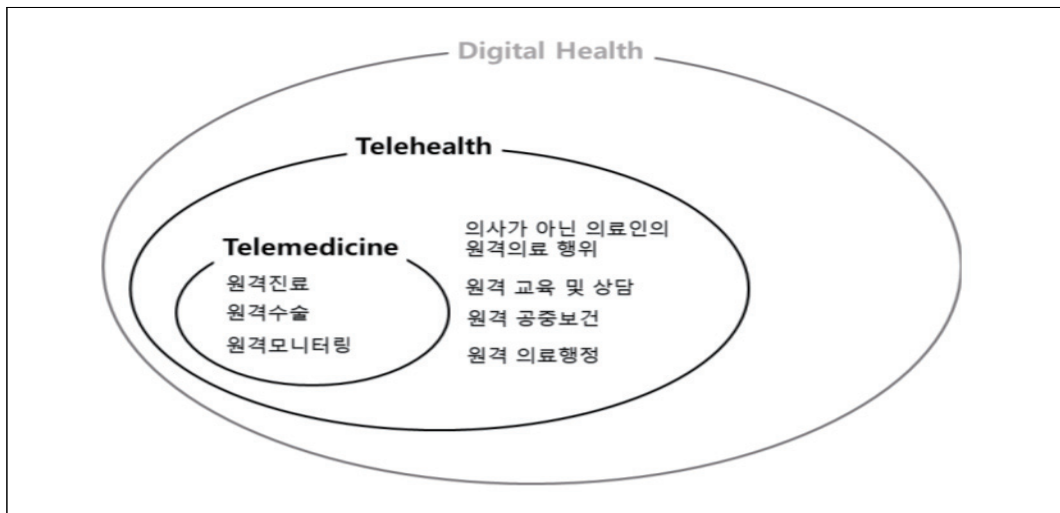 Digital Health
Telehealth
Telemedicine
원격진료
원격수술
원격모니터링
의사가 아닌 의료인의
원격의료 행위
원격 교육 및 상담
원격 공중보건
원격 의료행정